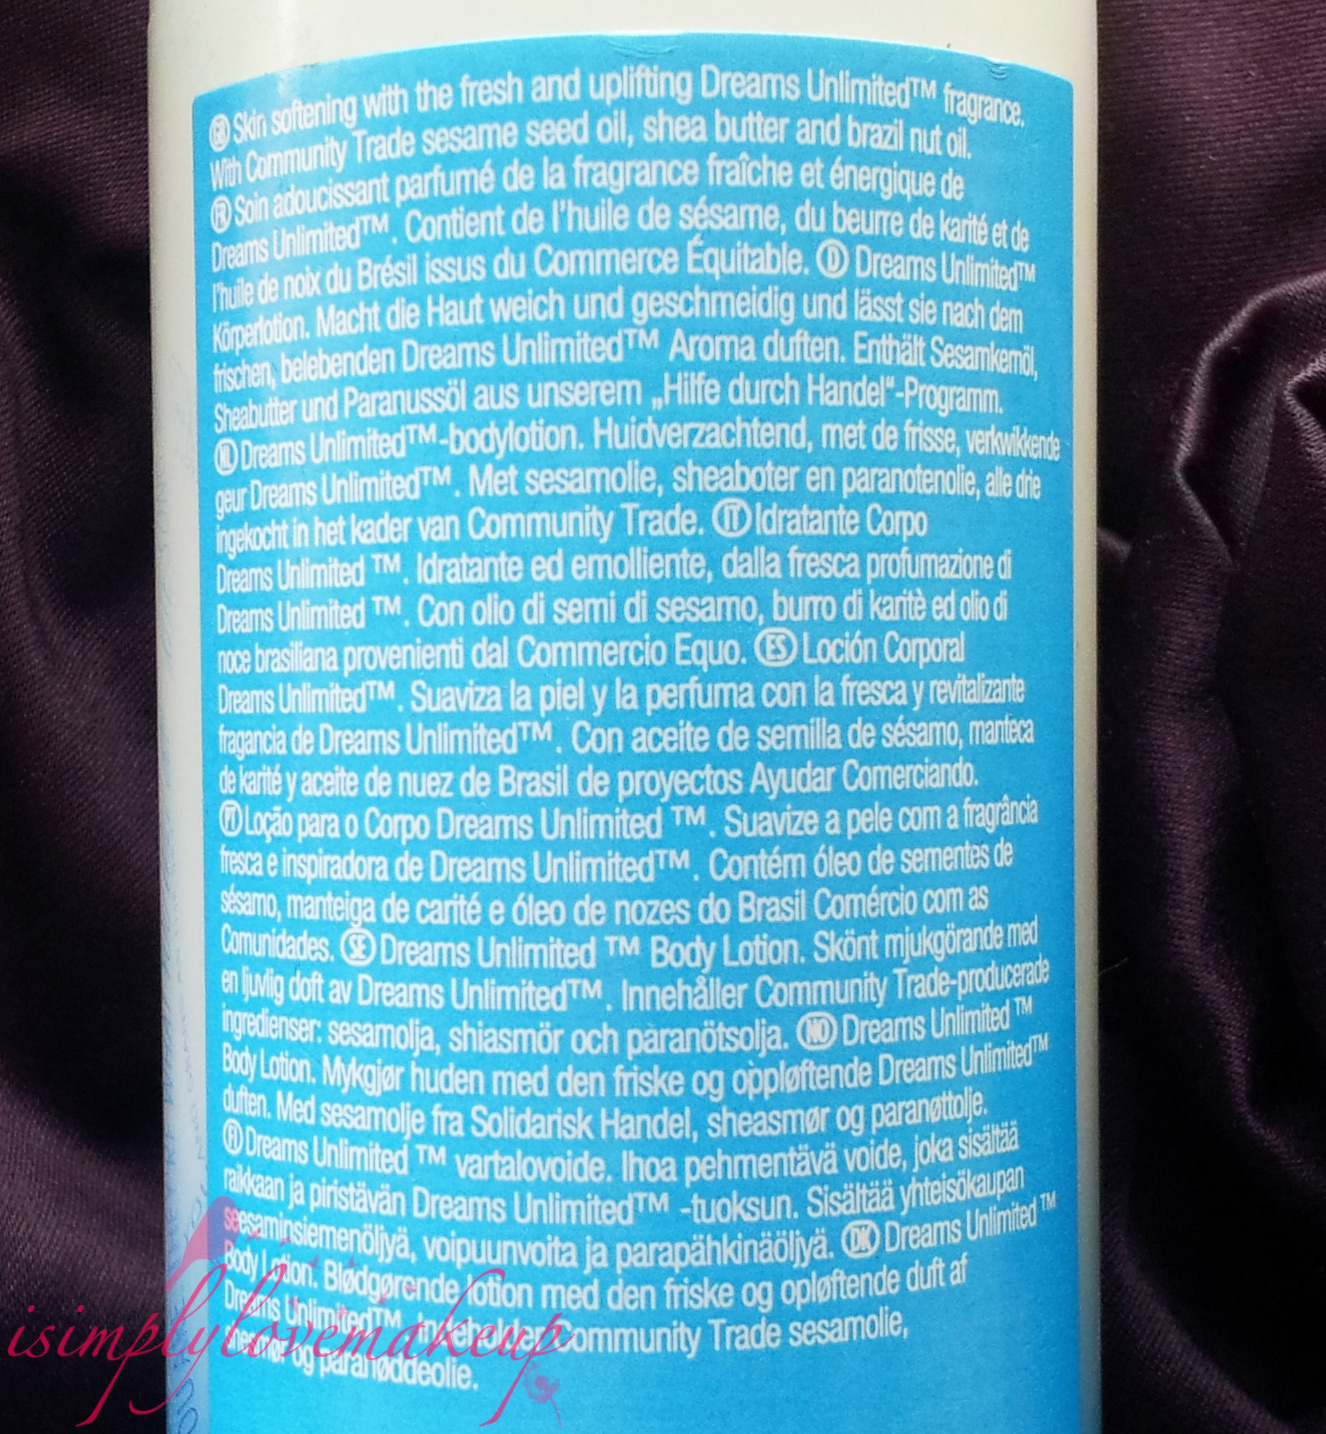 GB Skin softening with the fresh and uplifting Dreams Unlimited™ fragrance.
With Community Trade sesame seed oil, shea butter and brazil nut oil.
FR Soin adoucissant parfumé de la fragrance fraîche et énergique de
Dreams Unlimited™. Contient de l'huile de sésame, du beurre de karité et de
l'huile de noix du Brésil issus du Commerce Équitable. D Dreams Unlimited™
Körperlotion. Macht die Haut weich und geschmeidig und lässt sie nach dem
frischen, belebenden Dreams Unlimited™ Aroma duften. Enthält Sesamkernöl,
Sheabutter und Paranussöl aus unserem „Hilfe durch Handel“-Programm.
NL Dreams Unlimited™-bodylotion. Huidverzachtend, met de frisse, verkwikkende
geur Dreams Unlimited™. Met sesamolie, sheaboter en paranotenolie, alle drie
ingekocht in het kader van Community Trade. IT Idratante Corpo
Dreams Unlimited ™. Idratante ed emolliente, dalla fresca profumazione di
Dreams Unlimited ™. Con olio di semi di sesamo, burro di karitè ed olio di
noce brasiliana provenienti dal Commercio Equo. ES Loción Corporal
Dreams Unlimited™. Suaviza la piel y la perfuma con la fresca y revitalizante
fragancia de Dreams Unlimited™. Con aceite de semilla de sésamo, manteca
de karité y aceite de nuez de Brasil de proyectos Ayudar Comerciando.
PT Loção para o Corpo Dreams Unlimited ™. Suavize a pele com a fragrância
fresca e inspiradora de Dreams Unlimited™. Contém óleo de sementes de
sésamo, manteiga de carité e óleo de nozes do Brasil Comércio com as
Comunidades. SE Dreams Unlimited ™ Body Lotion. Skönt mjukgörande med
en ljuvlig doft av Dreams Unlimited™. Innehåller Community Trade-producerade
ingredienser: sesamolja, shiasmör och paranötsolja. NO Dreams Unlimited ™
Body Lotion. Mykgjør huden med den friske og oppløftende Dreams Unlimited™
duften. Med sesamolje fra Solidarisk Handel, sheasmør og paranøttolje.
FI Dreams Unlimited ™ vartalovoide. Ihoa pehmentävä voide, joka sisältää
raikkaan ja piristävän Dreams Unlimited™ -tuoksun. Sisältää yhteisökaupan
seesaminsiemenöljyä, voipuunvoita ja parapähkinäöljyä. DK Dreams Unlimited ™
Body Lotion. Blødgørende lotion med den friske og opløftende duft af
Dreams Unlimited™ Community Trade sesamolie,
og paranøddeolie.
isimplylovemakeup